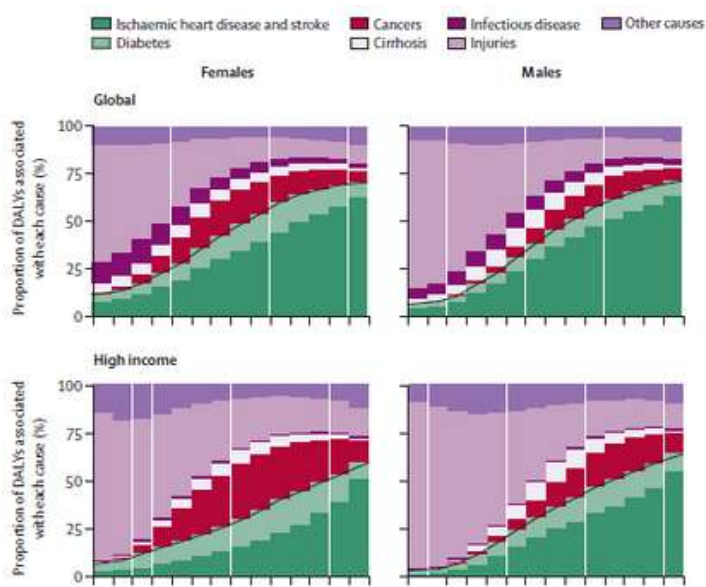 Ischaemic heart disease and stroke Cancers Infectious disease Other causes
Diabetes Cirrhosis Injuries
Females Males
Global
100
75
50
25
0
Proportion of DALYs associated
with each cause (%)
High income
100
75
50
25
0
Proportion of DALYs associated
with each cause (%)